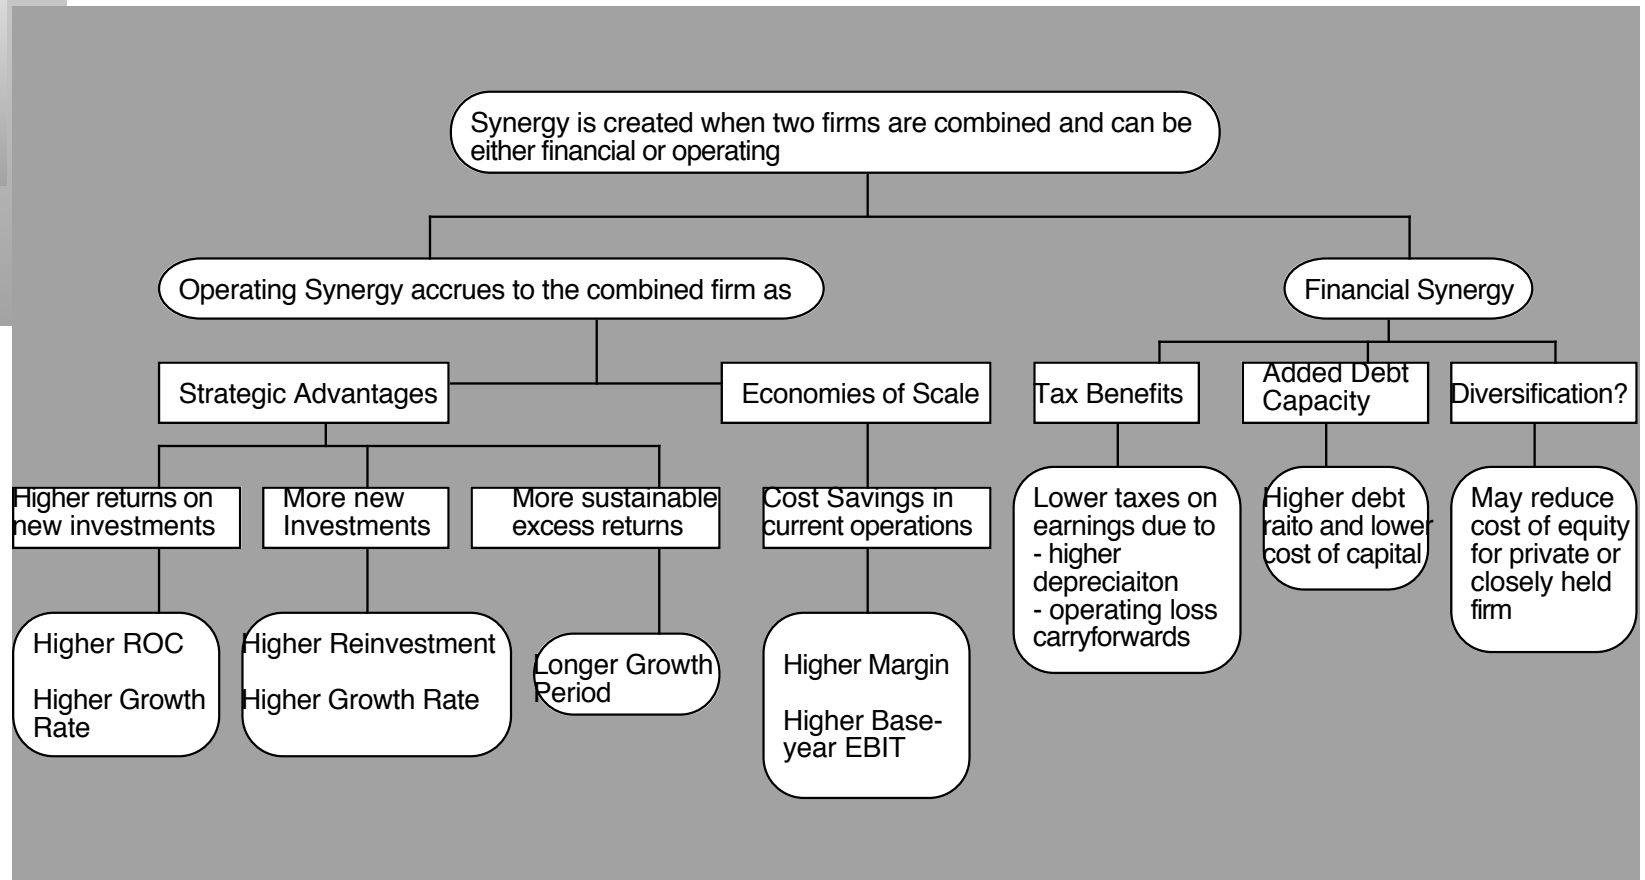 Synergy is created when two firms are combined and can be
either financial or operating
Operating Synergy accrues to the combined firm as
Financial Synergy
Strategic Advantages
Economies of Scale
Tax Benefits
Added Debt
Capacity
Diversification?
Higher returns on
new investments
More new
Investments
More sustainable
excess returns
Cost Savings in
current operations
Lower taxes on
earnings due to
- higher
depreciaiton
- operating loss
carryforwards
Higher debt
raito and lower
cost of capital
May reduce
cost of equity
for private or
closely held
firm
Higher ROC
Higher Growth
Rate
Higher Reinvestment
Higher Growth Rate
Longer Growth
Period
Higher Margin
Higher Base-
year EBIT